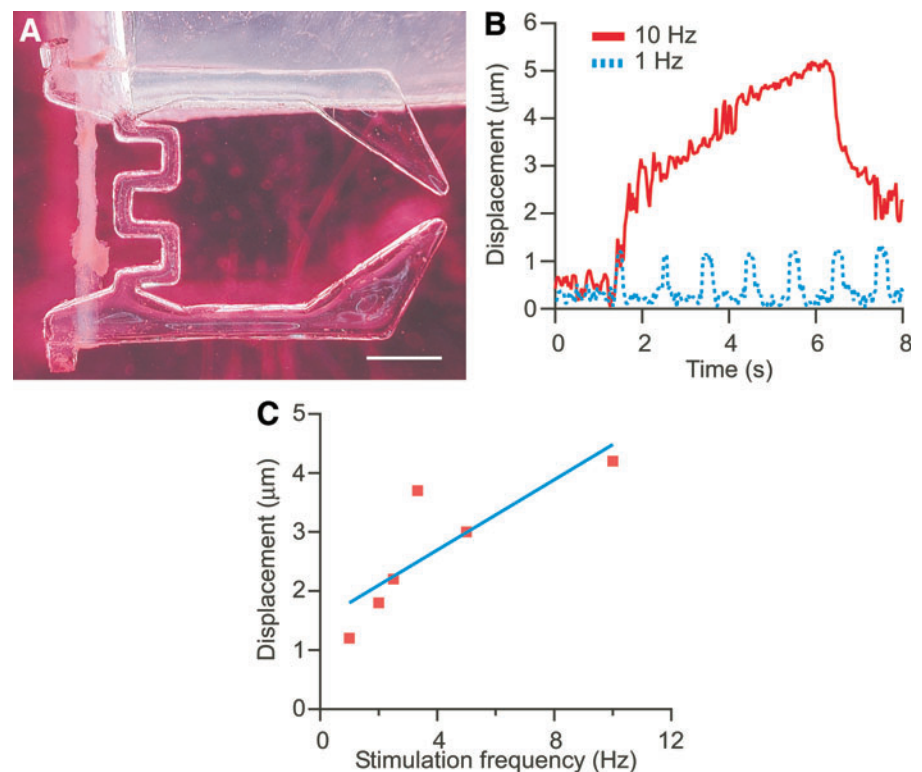 A
B
Displacement (μm)
6
5
4
3
2
1
0
10 Hz
1 Hz
0 2 4 6 8
Time (s)
C
Displacement (μm)
5
4
3
2
1
0
0 4 8 12
Stimulation frequency (Hz)